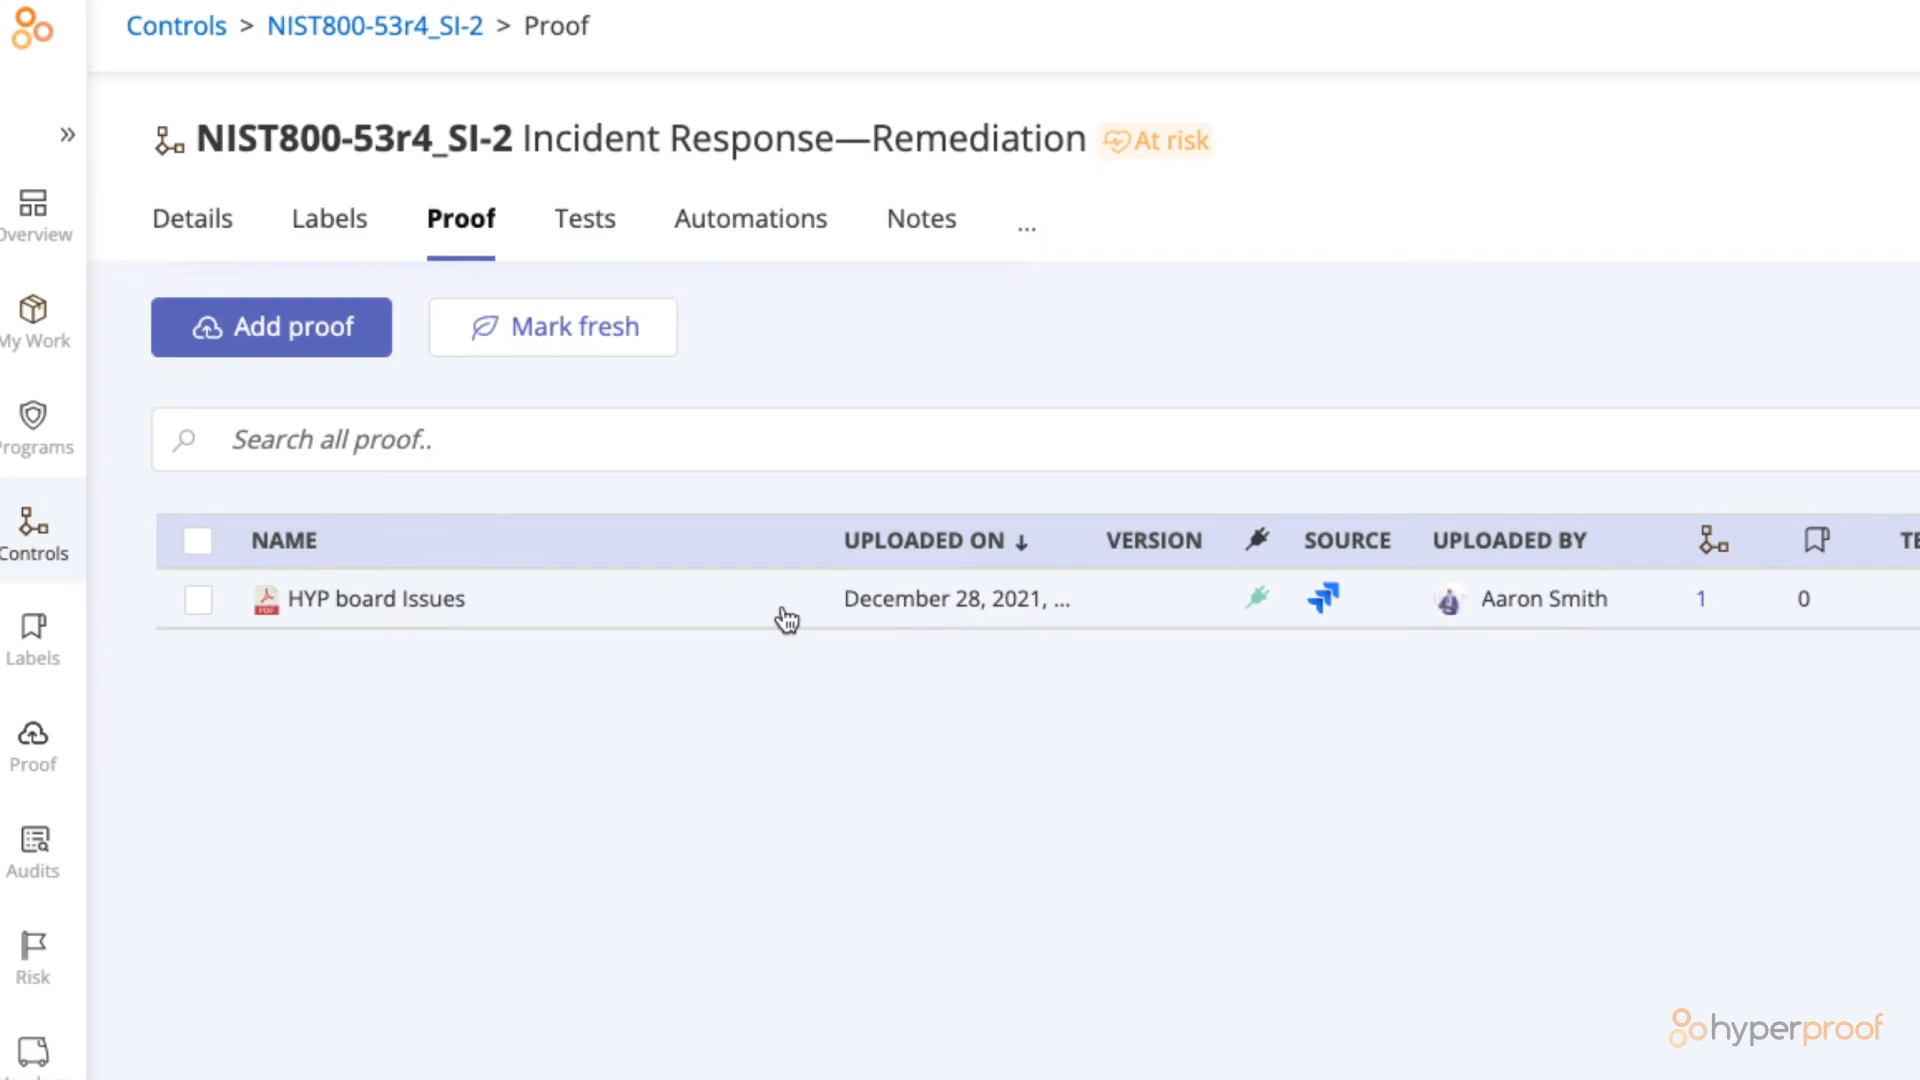 Controls > NIST800-53r4_SI-2 > Proof
NIST800-53r4_SI-2 Incident Response—Remediation At risk
Details Labels Proof Tests Automations Notes ...
Overview
My Work
Programs
Controls
Labels
Proof
Audits
Risk
Add proof Mark fresh
Search all proof..
NAME UPLOADED ON ↓ VERSION SOURCE UPLOADED BY
HYP board Issues December 28, 2021, ... Aaron Smith 1 0
hyperproof